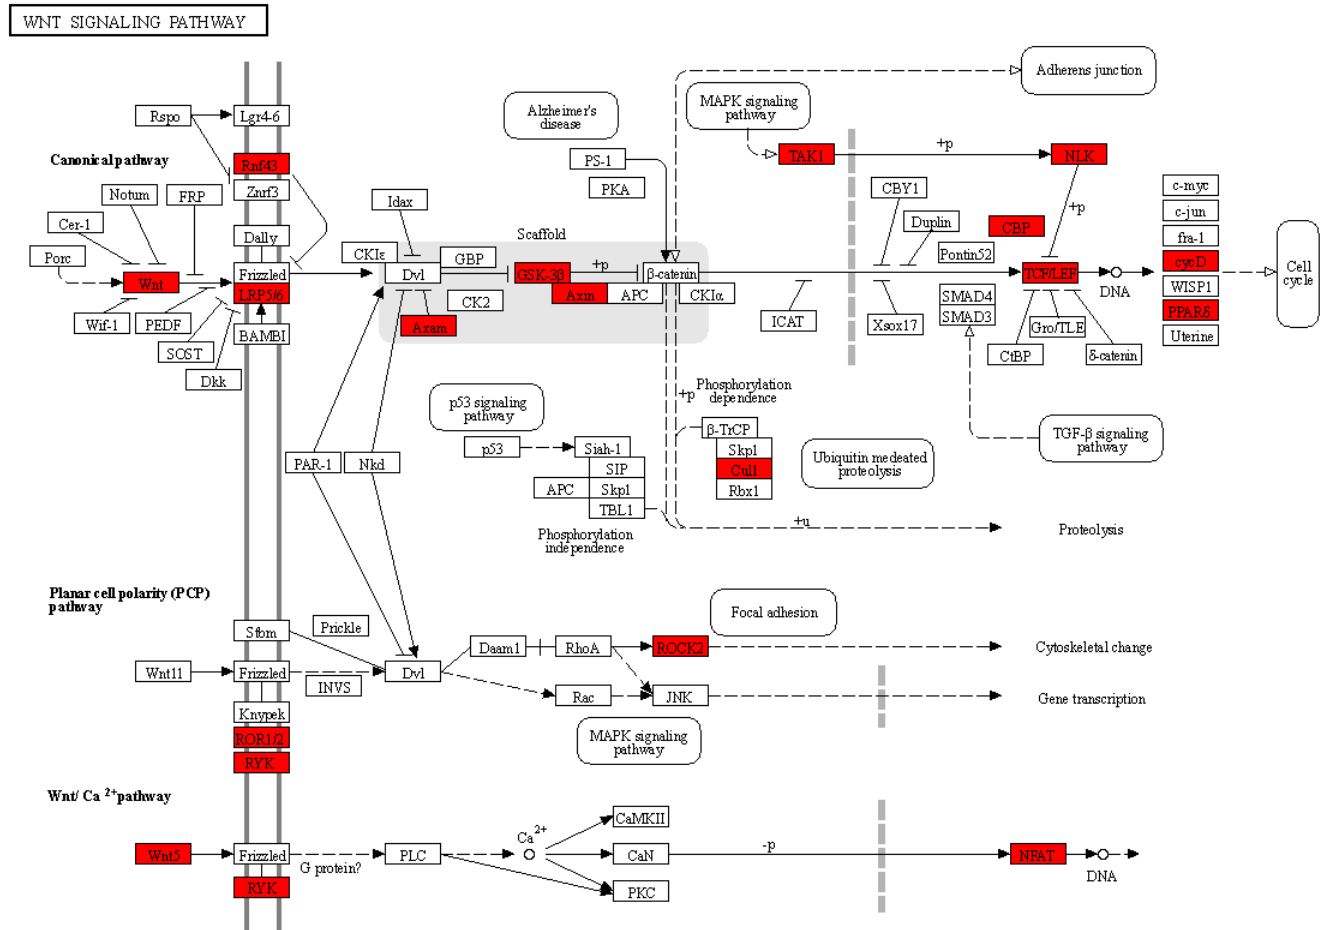 WNT SIGNALING PATHWAY
Adherens junction
MAPK signaling
pathway
Alzheimer's
disease
Rspo
Lgr4-6
Canonical pathway
Rnf43
Znrf3
Notum
FRP
Cer-1
Dally
Porc
Wnt
Frizzled
LRP5/6
Wif-1
PEDF
SOST
BAMBI
Dkk
Idax
CKIε
Scaffold
Dvl
GBP
GSK-3β
+p
β-catenin
CK2
Axin
APC
CKIα
Axam
PS-1
PKA
TAK1
+p
NLK
CBY1
Duplin
CBP
+p
Pontin52
TCF/LEF
DNA
SMAD4
SMAD3
ICAT
Xsox17
CtBP
Gro/TLE
δ-catenin
c-myc
c-jun
fra-1
cycD
WISP1
PPARδ
Uterine
Cell
cycle
p53 signaling
pathway
+p
Phosphorylation
dependence
β-TrCP
Skp1
Cul1
Rbx1
Ubiquitin medeated
proteolysis
TGF-β signaling
pathway
p53
Siah-1
SIP
APC
Skp1
TBL1
Phosphorylation
independence
+u
Proteolysis
PAR-1
Nkd
Planar cell polarity (PCP)
pathway
Focal adhesion
Stbm
Prickle
Daam1
RhoA
ROCK2
Cytoskeletal change
Wnt11
Frizzled
INVS
Dvl
Rac
JNK
Gene transcription
Knypek
ROR1/2
RYK
MAPK signaling
pathway
Wnt/ Ca 2+ pathway
CaMKII
Ca2+
Wnt5
Frizzled
G protein?
PLC
CaN
-p
NFAT
DNA
RYK
PKC